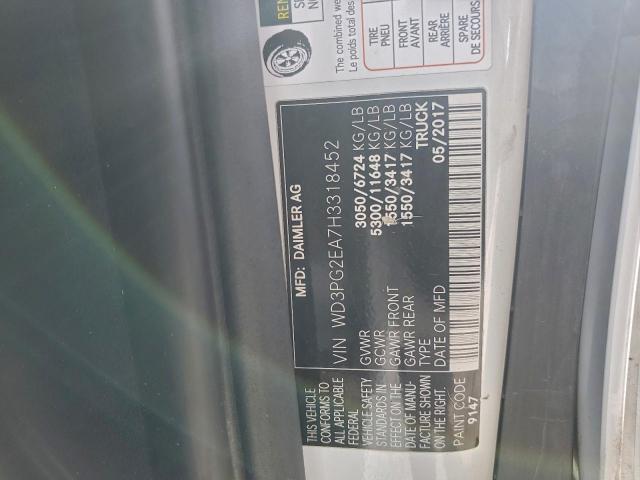 The combined we
Le poids total des
TIRE
PNEU
FRONT
AVANT
REAR
ARRIÈRE
SPARE
DE SECOURS
MFD: DAIMLER AG
VIN WD3PG2EA7H3318452
GVWR 3050/6724 KG/LB
GCWR 5300/11648 KG/LB
GAWR FRONT 1550/3417 KG/LB
GAWR REAR 1550/3417 KG/LB
TYPE TRUCK
DATE OF MFD 05/2017
THIS VEHICLE
CONFORMS TO
ALL APPLICABLE
FEDERAL
VEHICLE SAFETY
STANDARDS IN
EFFECT ON THE
DATE OF MANU-
FACTURE SHOWN
ON THE RIGHT.
PAINT CODE
9147